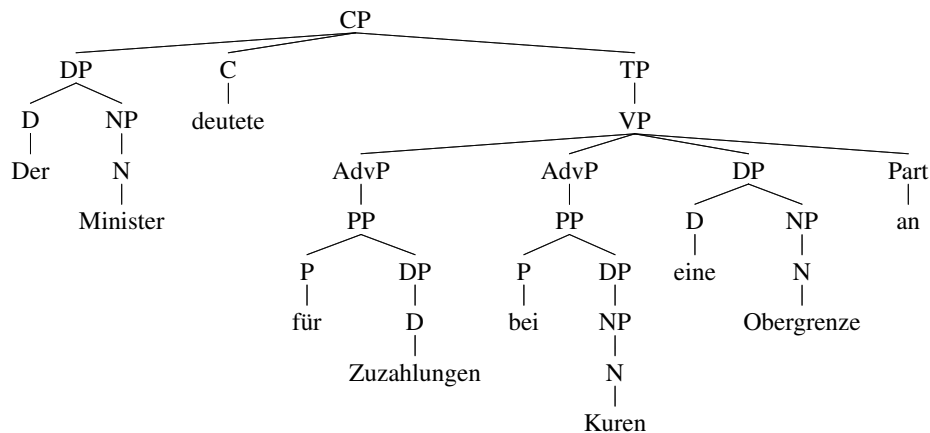 CP
DP C TP
D NP deutete VP
Der N AdvP AdvP DP Part
Minister PP PP D NP an
P DP P DP eine N
für D bei NP Obergrenze
Zuzahlungen N
Kuren